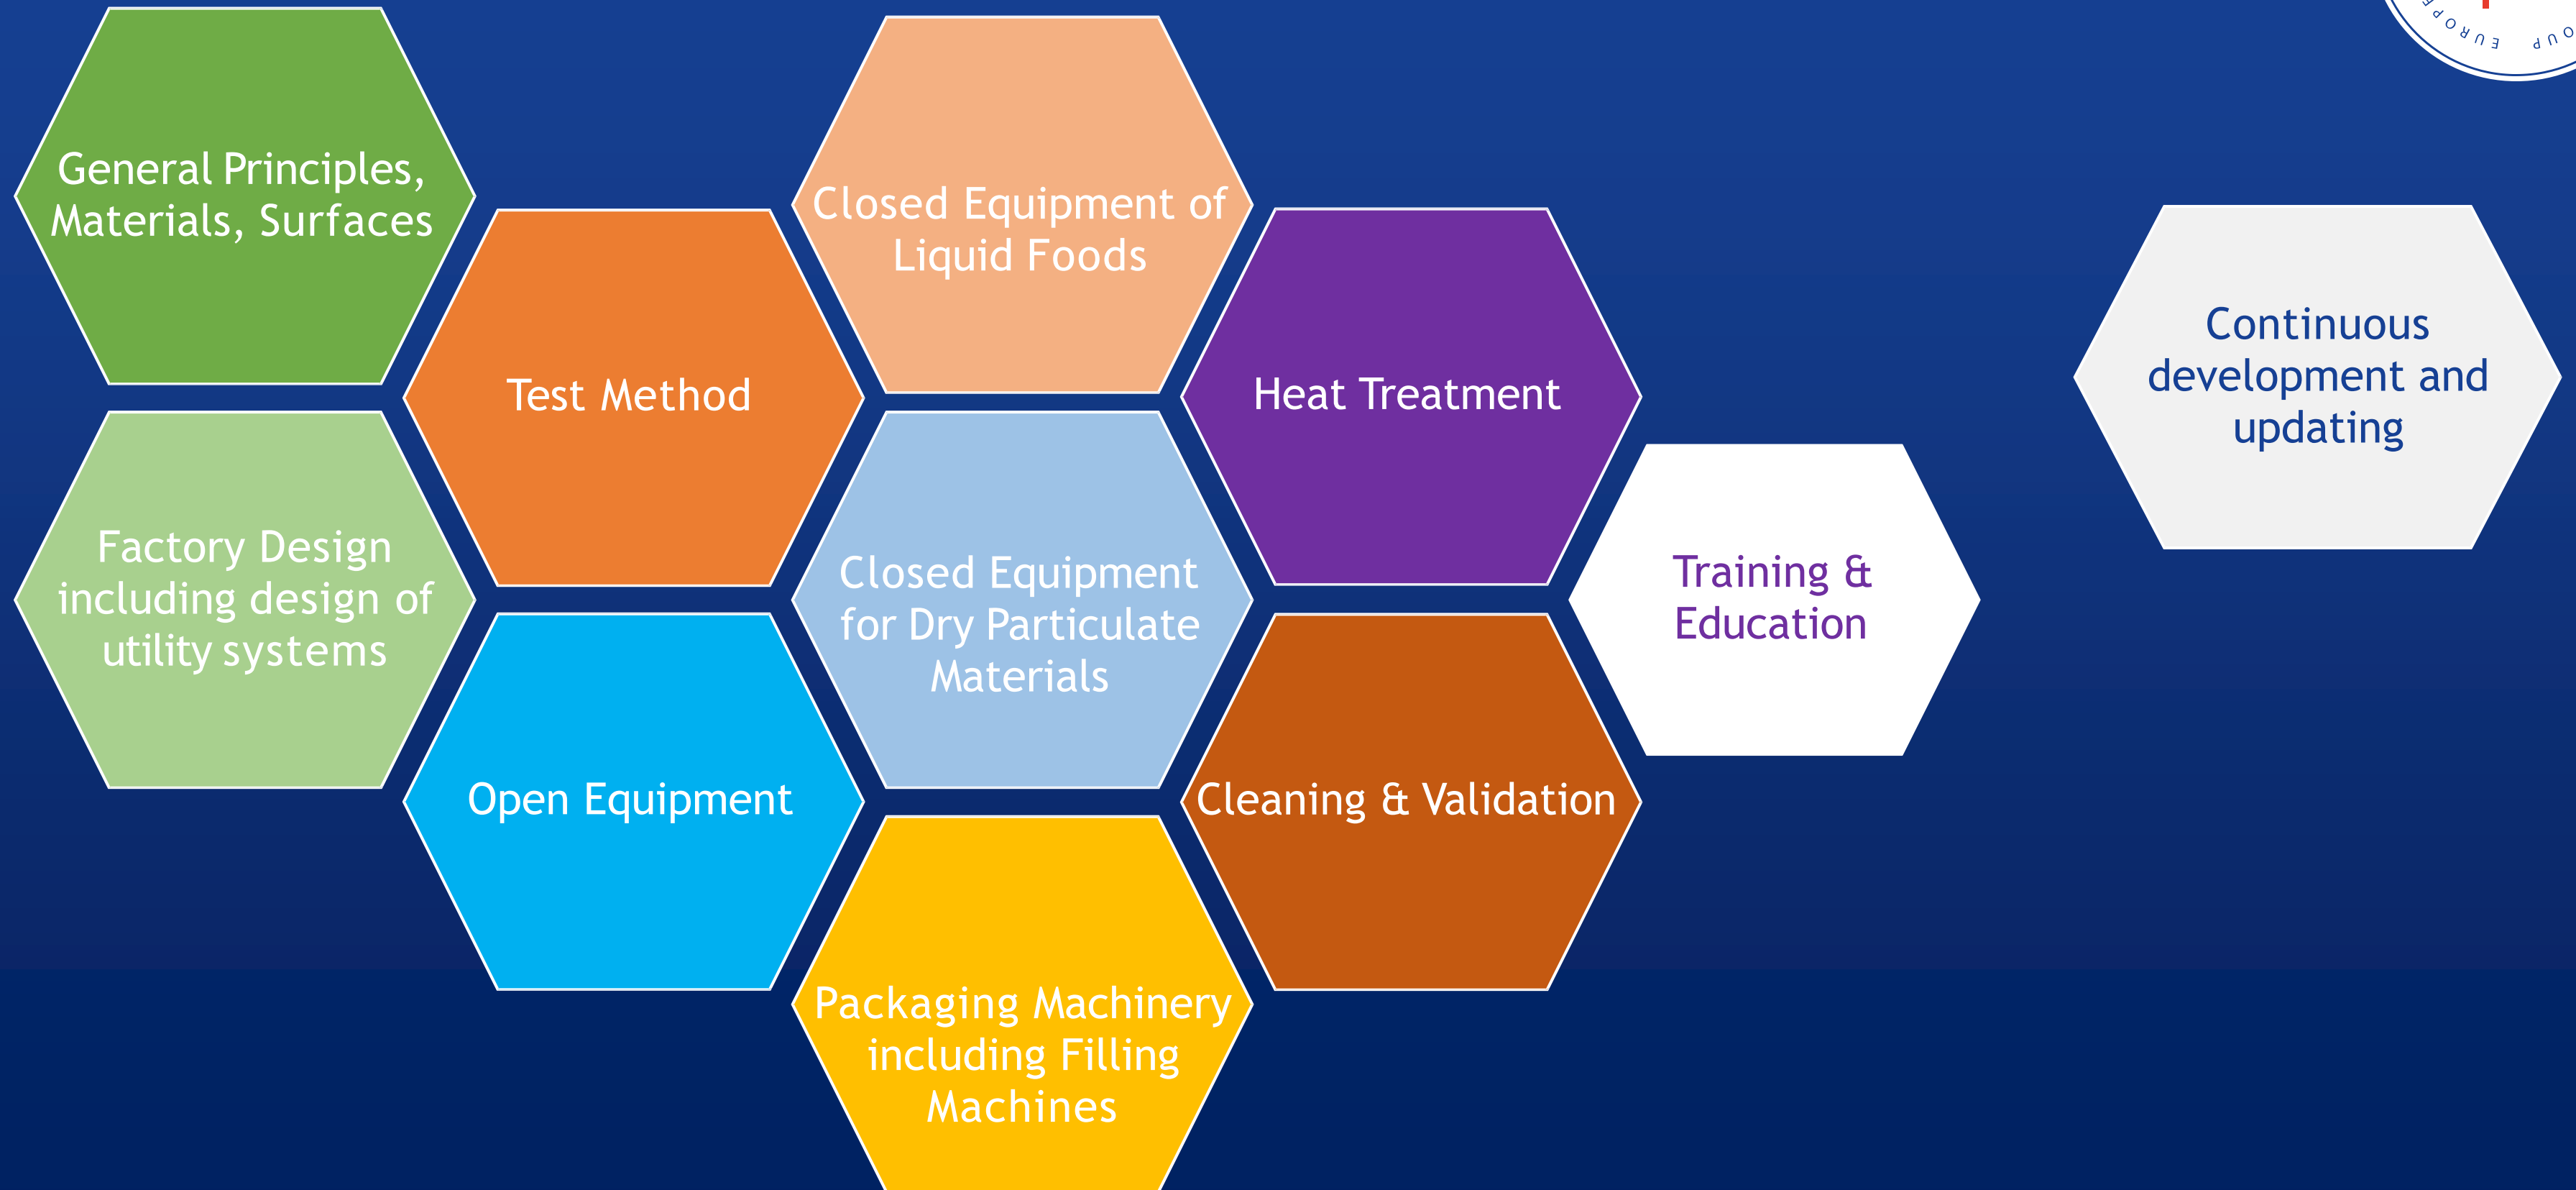 General Principles,
Materials, Surfaces
Factory Design
including design of
utility systems
Test Method
Open Equipment
Closed Equipment of
Liquid Foods
Closed Equipment
for Dry Particulate
Materials
Packaging Machinery
including Filling
Machines
Heat Treatment
Cleaning & Validation
Training &
Education
Continuous
development and
updating